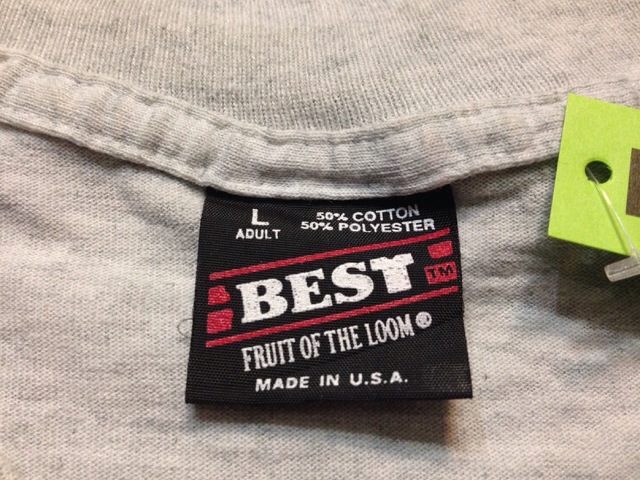 L
ADULT
50% COTTON
50% POLYESTER
BEST
TM
FRUIT OF THE LOOM®
MADE IN U.S.A.